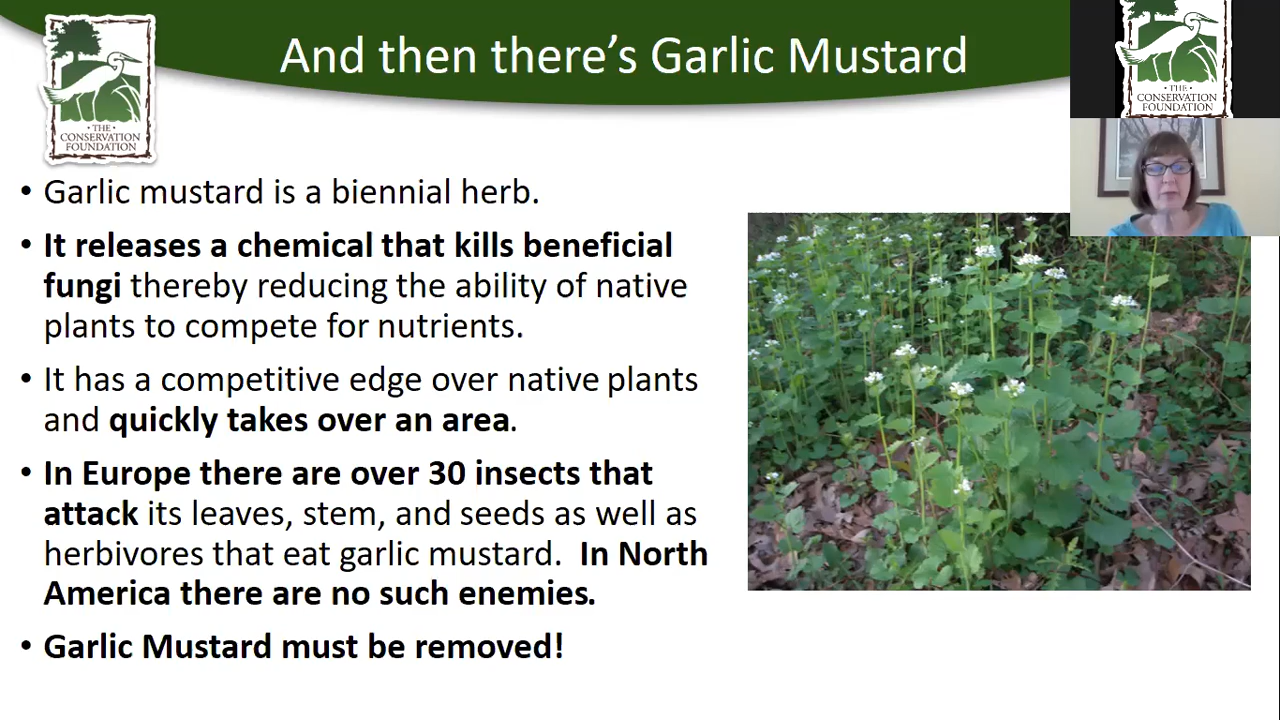 And then there's Garlic Mustard
• THE •
CONSERVATION
FOUNDATION
THE
CONSERVATION
FOUNDATION
• Garlic mustard is a biennial herb.
• It releases a chemical that kills beneficial
fungi thereby reducing the ability of native
plants to compete for nutrients.
• It has a competitive edge over native plants
and quickly takes over an area.
• In Europe there are over 30 insects that
attack its leaves, stem, and seeds as well as
herbivores that eat garlic mustard.  In North
America there are no such enemies.
• Garlic Mustard must be removed!